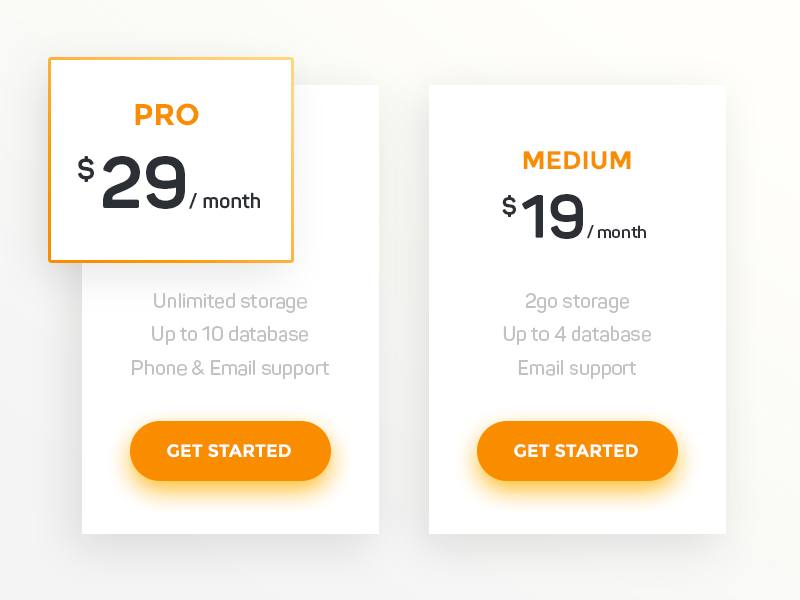 PRO
$29/ month
Unlimited storage
Up to 10 database
Phone & Email support
GET STARTED
MEDIUM
$19/ month
2go storage
Up to 4 database
Email support
GET STARTED